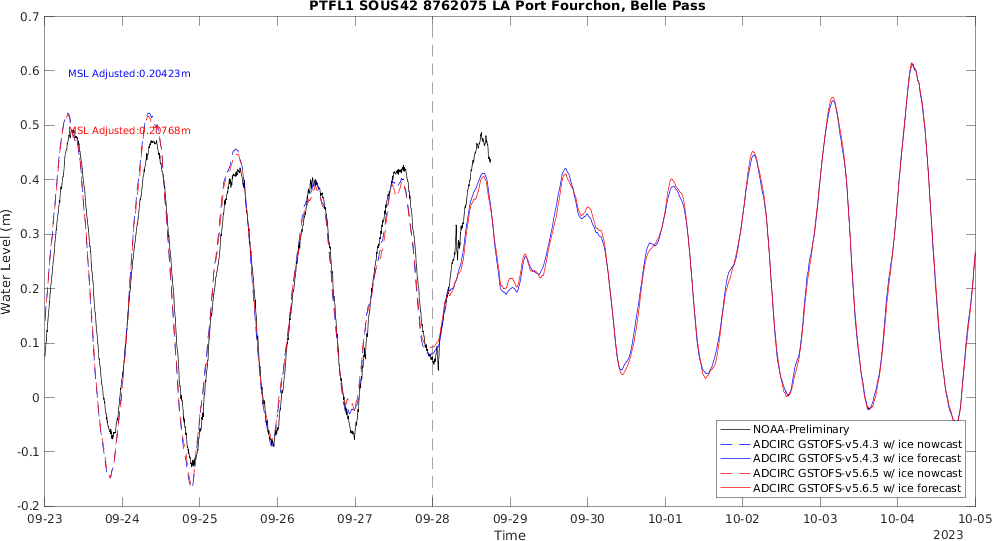 PTFL1 SOUS42 8762075 LA Port Fourchon, Belle Pass
0.7
0.6
0.5
0.4
0.3
0.2
0.1
0
-0.1
-0.2
Water Level (m)
MSL Adjusted:0.20423m
MSL Adjusted:0.20768m
NOAA-Preliminary
ADCIRC GSTOFS-v5.4.3 w/ ice nowcast
ADCIRC GSTOFS-v5.4.3 w/ ice forecast
ADCIRC GSTOFS-v5.6.5 w/ ice nowcast
ADCIRC GSTOFS-v5.6.5 w/ ice forecast
09-23 09-24 09-25 09-26 09-27 09-28 09-29 09-30 10-01 10-02 10-03 10-04 10-05
Time
2023